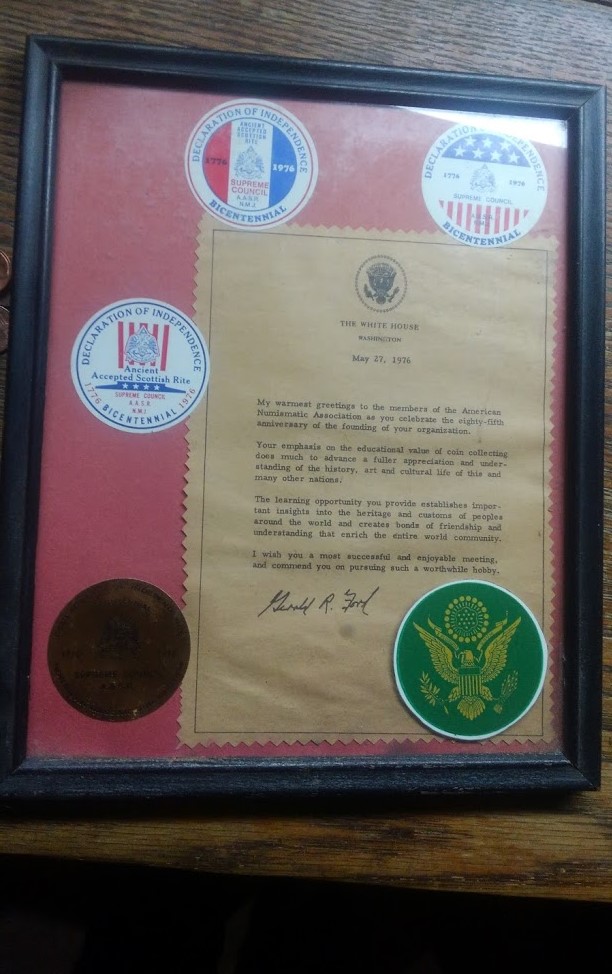 DECLARATION OF INDEPENDENCE
ANCIENT
ACCEPTED
SCOTTISH
RITE
1776 1976
SUPREME
COUNCIL
A.A.S.R.
N.M.J.
BICENTENNIAL
DECLARATION OF INDEPENDENCE
1776 1976
SUPREME COUNCIL
BICENTENNIAL
THE WHITE HOUSE
WASHINGTON
May 27, 1976
DECLARATION OF INDEPENDENCE
Ancient
Accepted Scottish Rite
SUPREME COUNCIL
A.A.S.R.
N.M.J.
1776 BICENTENNIAL 1976
My warmest greetings to the members of the American
Numismatic Association as you celebrate the eighty-fifth
anniversary of the founding of your organization.
Your emphasis on the educational value of coin collecting
does much to advance a fuller appreciation and under-
standing of the history, art and cultural life of this and
many other nations.
The learning opportunity you provide establishes impor-
tant insights into the heritage and customs of peoples
around the world and creates bonds of friendship and
understanding that enrich the entire world community.
I wish you a most successful and enjoyable meeting,
and commend you on pursuing such a worthwhile hobby.
Gerald R. Ford
SUPREME COUNCIL